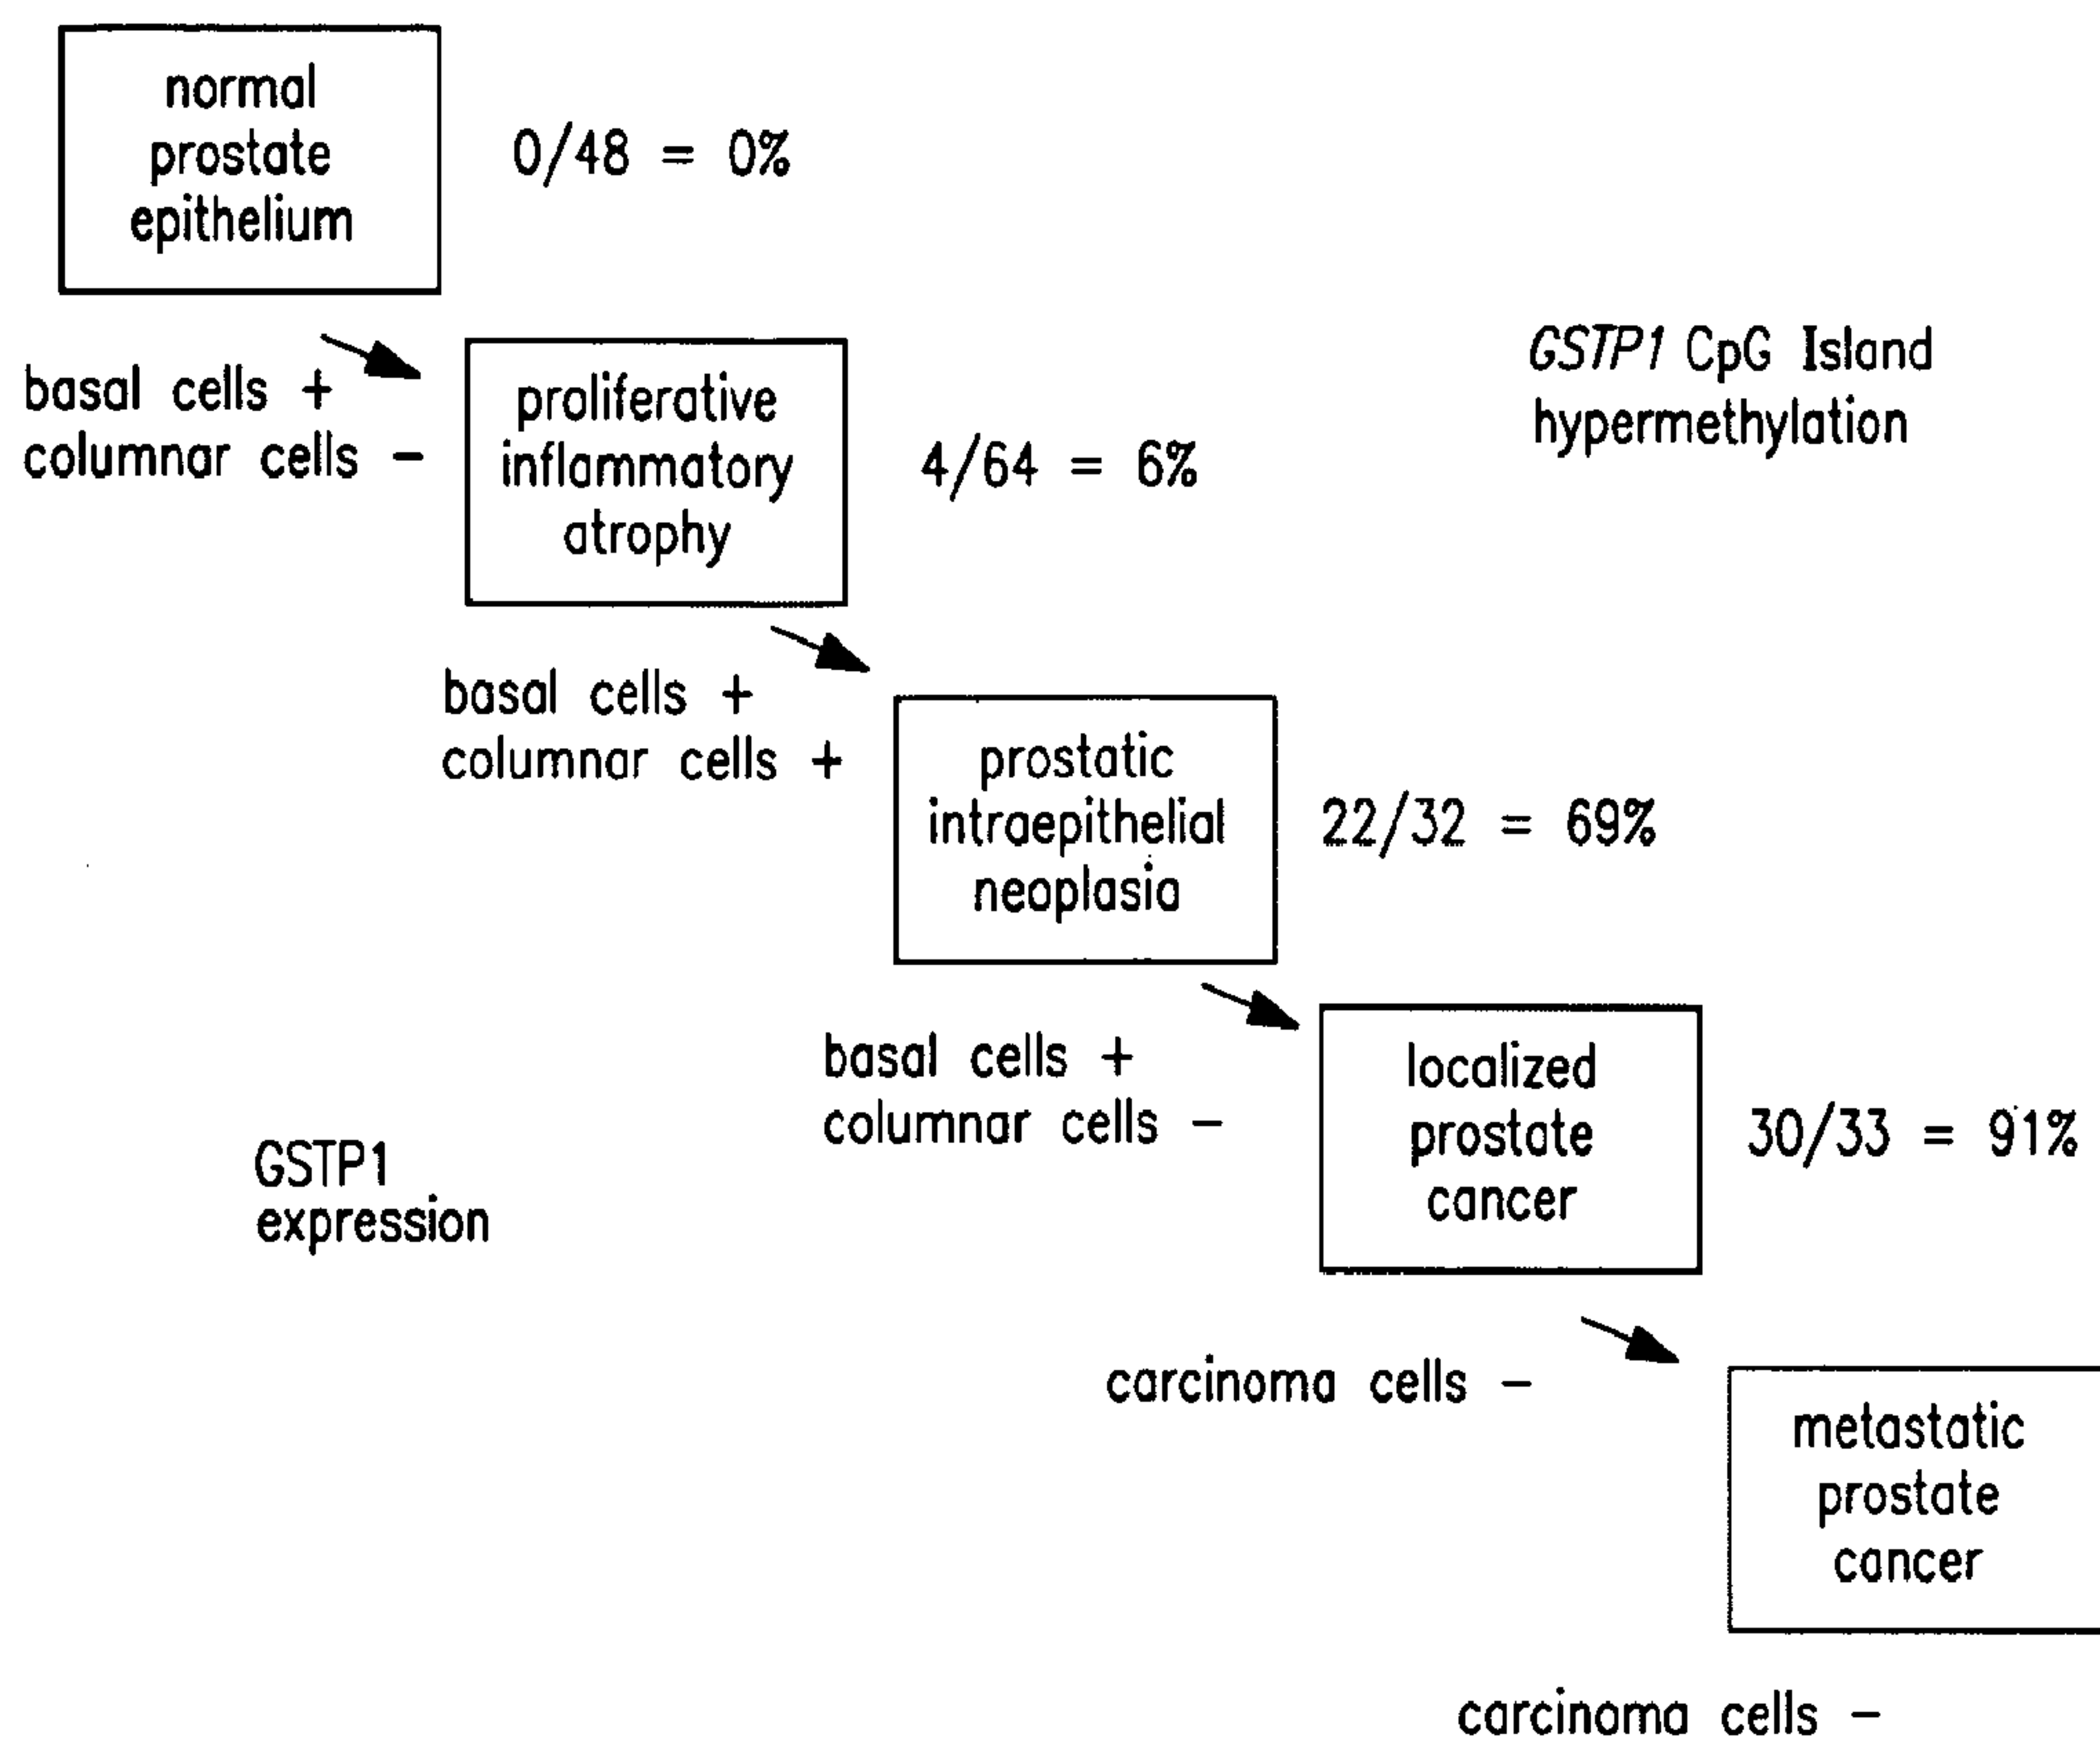 normal
prostate
epithelium
0/48 = 0%
basal cells +
columnar cells −
proliferative
inflammatory
atrophy
4/64 = 6%
GSTP1 CpG Island
hypermethylation
basal cells +
columnar cells +
prostatic
intraepithelial
neoplasia
22/32 = 69%
basal cells +
columnar cells −
localized
prostate
cancer
30/33 = 91%
GSTP1
expression
carcinoma cells −
metastatic
prostate
cancer
carcinoma cells −